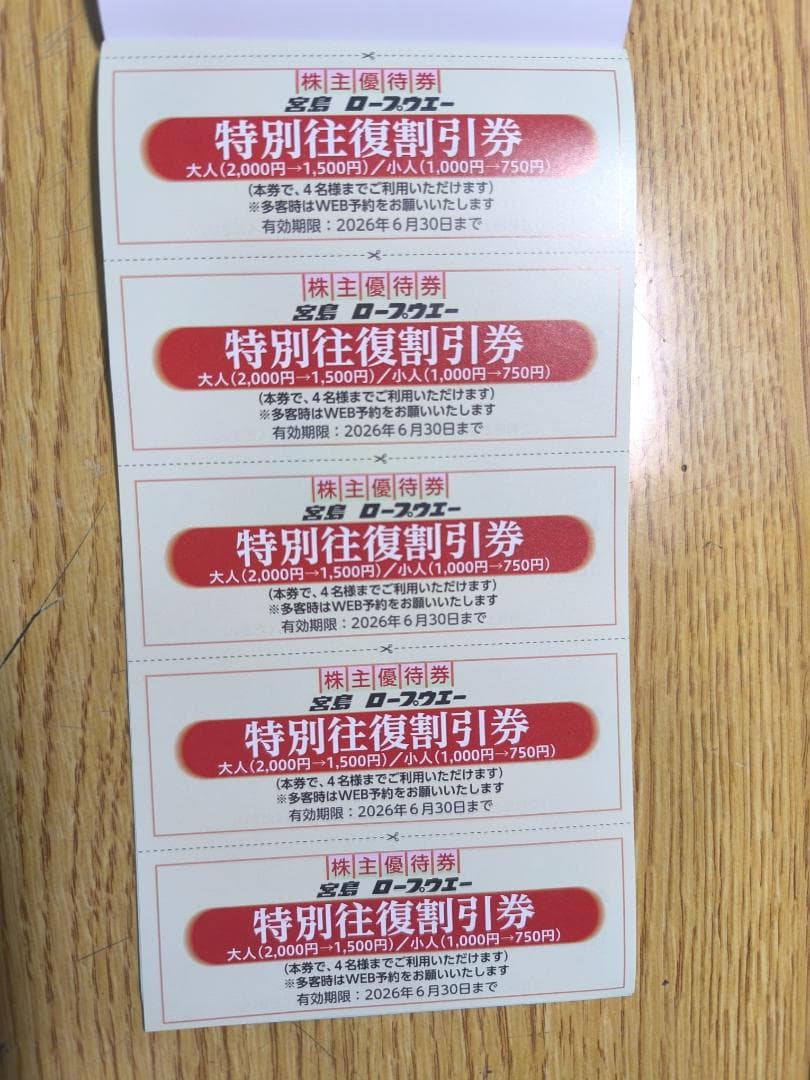 株主優待券
宮島 ロープウエー
特別往復割引券
大人(2,000円→1,500円)/小人(1,000円→750円)
(本券で、4名様までご利用いただけます)
※多客時はWEB予約をお願いいたします
有効期限:2026年6月30日まで
株主優待券
宮島 ロープウエー
特別往復割引券
大人(2,000円→1,500円)/小人(1,000円→750円)
(本券で、4名様までご利用いただけます)
※多客時はWEB予約をお願いいたします
有効期限:2026年6月30日まで
株主優待券
宮島 ロープウエー
特別往復割引券
大人(2,000円→1,500円)/小人(1,000円→750円)
(本券で、4名様までご利用いただけます)
※多客時はWEB予約をお願いいたします
有効期限:2026年6月30日まで
株主優待券
宮島 ロープウエー
特別往復割引券
大人(2,000円→1,500円)/小人(1,000円→750円)
(本券で、4名様までご利用いただけます)
※多客時はWEB予約をお願いいたします
有効期限:2026年6月30日まで
株主優待券
宮島 ロープウエー
特別往復割引券
大人(2,000円→1,500円)/小人(1,000円→750円)
(本券で、4名様までご利用いただけます)
※多客時はWEB予約をお願いいたします
有効期限:2026年6月30日まで